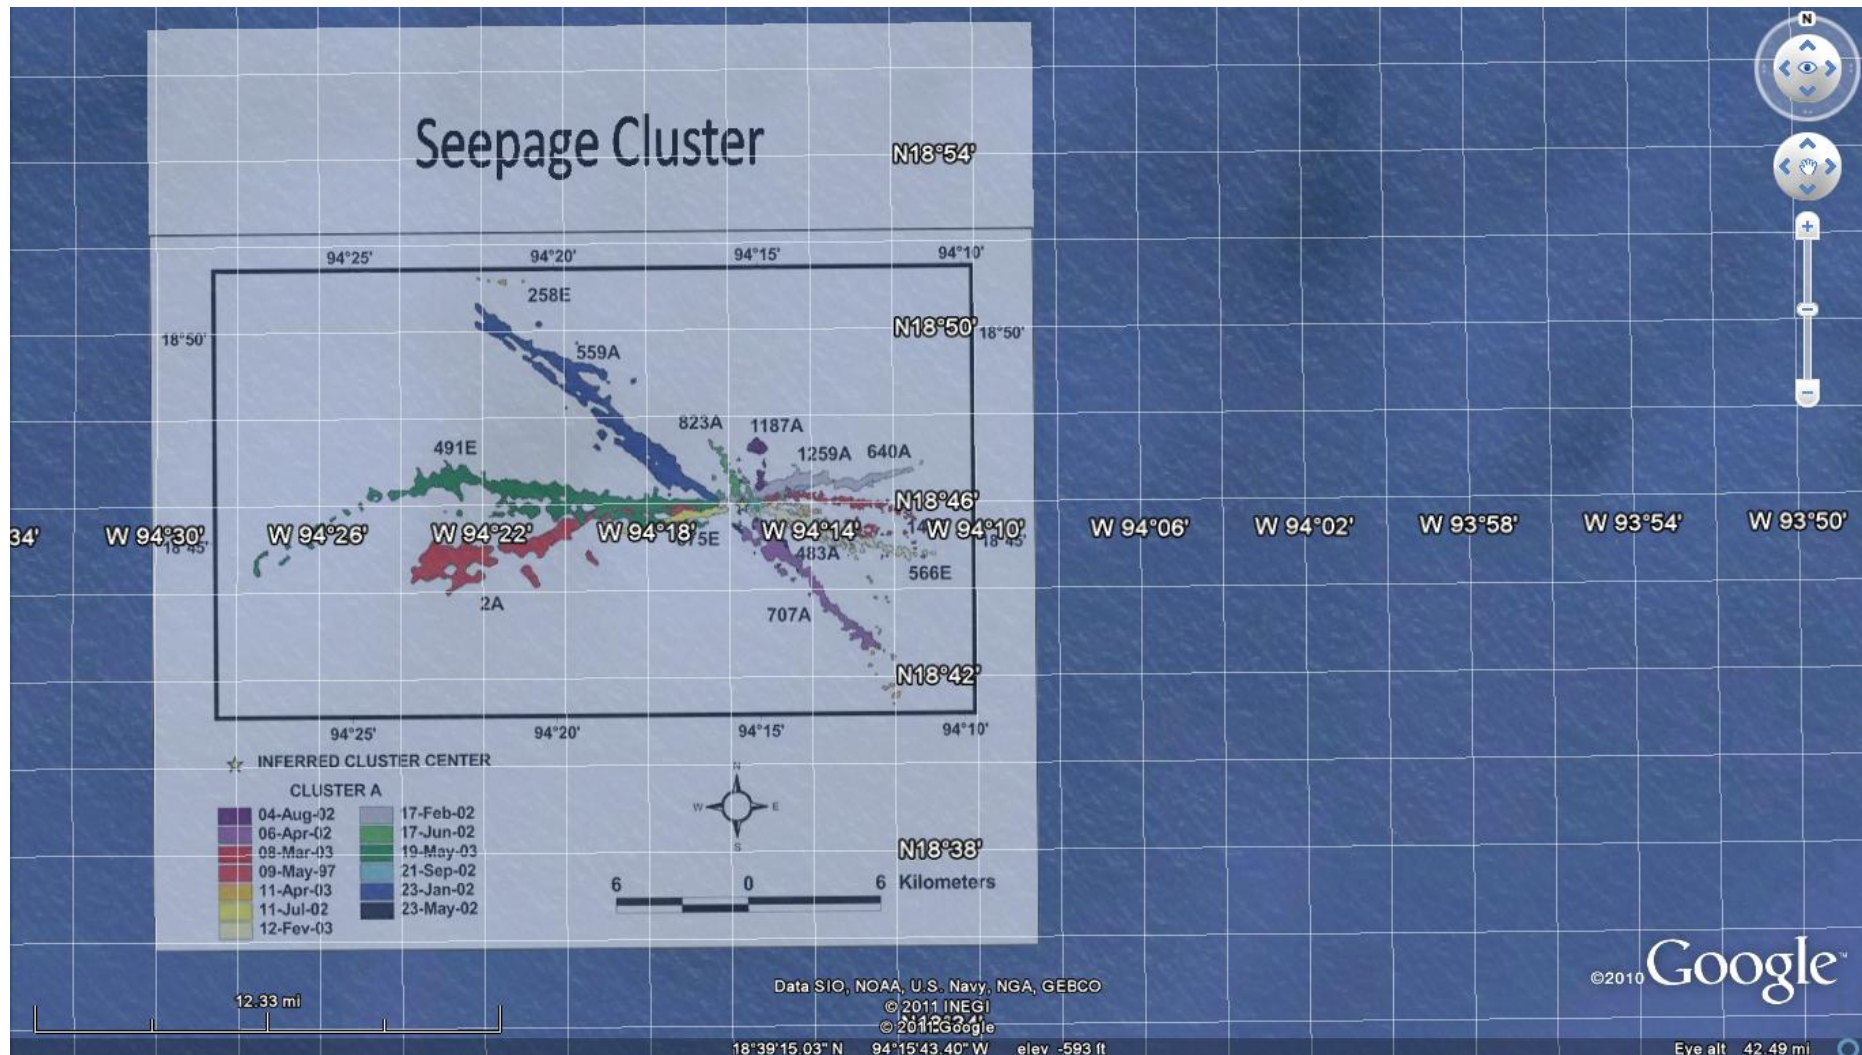 N
Seepage Cluster
N18°54'
94°25' 94°20' 94°15' 94°10'
258E
18°50' N18°50' 18°50'
559A
823A 1187A
491E 1259A 640A
N18°46'
34' W 94°30' W 94°26' W 94°22' W 94°18' W 94°14' W 94°10' W 94°06' W 94°02' W 93°58' W 93°54' W 93°50'
18°45' 75E 483A 18°45'
566E
2A 707A
N18°42'
94°25' 94°20' 94°15' 94°10'
INFERRED CLUSTER CENTER
CLUSTER A
04-Aug-02 17-Feb-02
06-Apr-02 17-Jun-02
08-Mar-03 19-May-03
09-May-97 21-Sep-02
11-Apr-03 23-Jan-02
11-Jul-02 23-May-02
12-Fev-03
N
W E
S
N18°38'
6 0 6 Kilometers
12.33 mi
Data SIO, NOAA, U.S. Navy, NGA, GEBCO
© 2011 INEGI
© 2011 Google
©2010 Google™
18°39'15.03" N 94°15'43.40" W elev -593 ft Eye alt 42.49 mi